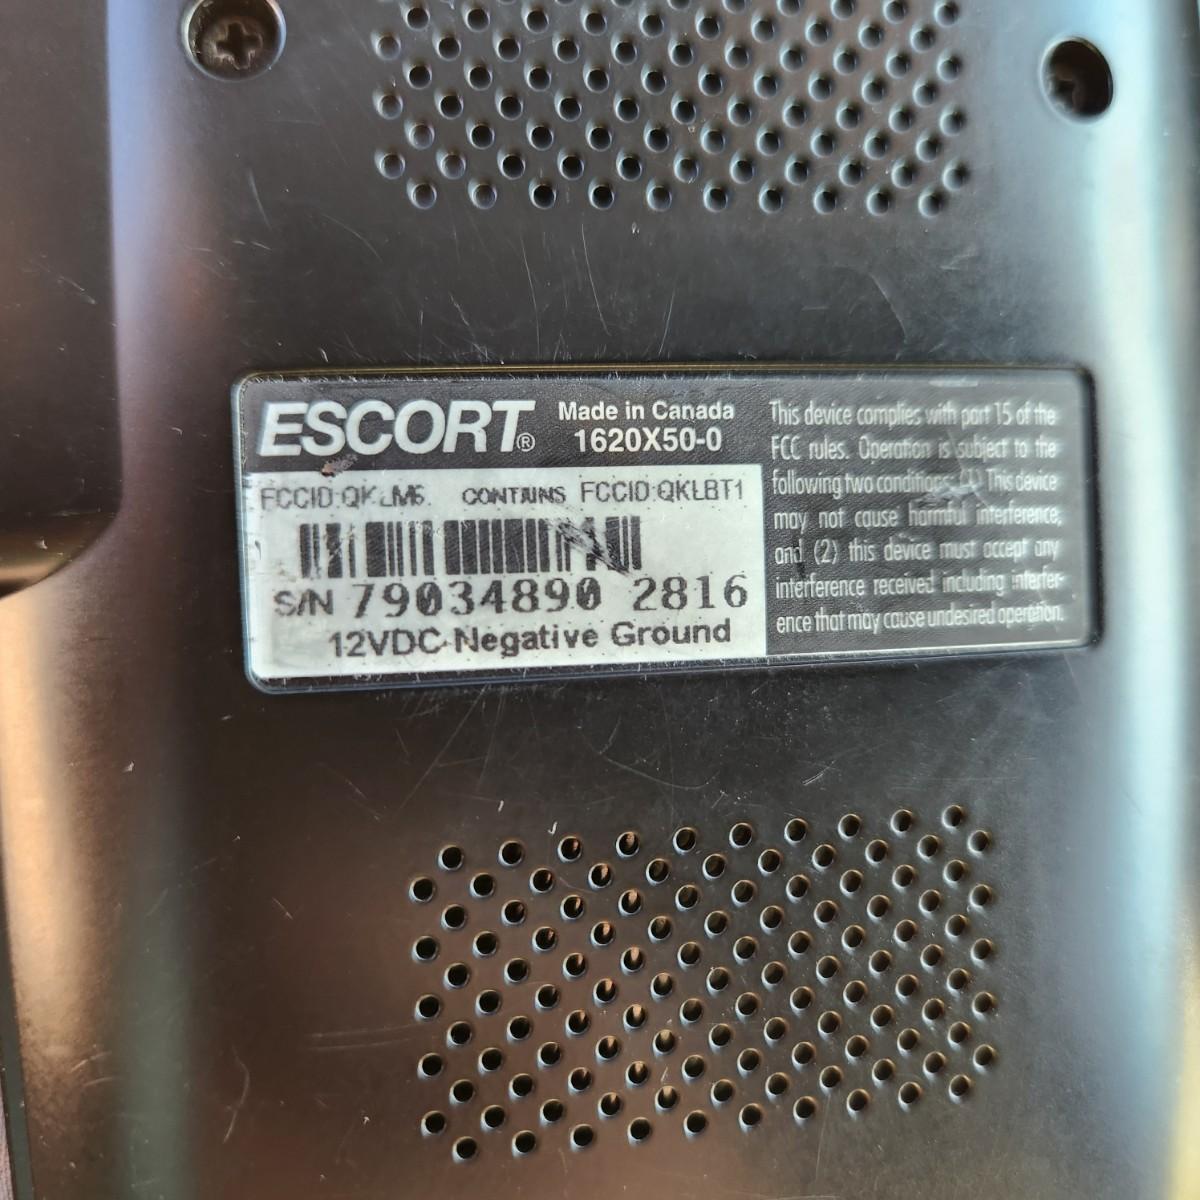 ESCORT® Made in Canada
1620X50-0
FCCID:QKLM6 CONTAINS FCCID:QKLBT1
S/N 79034890 2816
12VDC Negative Ground
This device complies with part 15 of the
FCC rules. Operation is subject to the
following two conditions: (1) This device
may not cause harmful interference,
and (2) this device must accept any
interference received including interfer-
ence that may cause undesired operation.